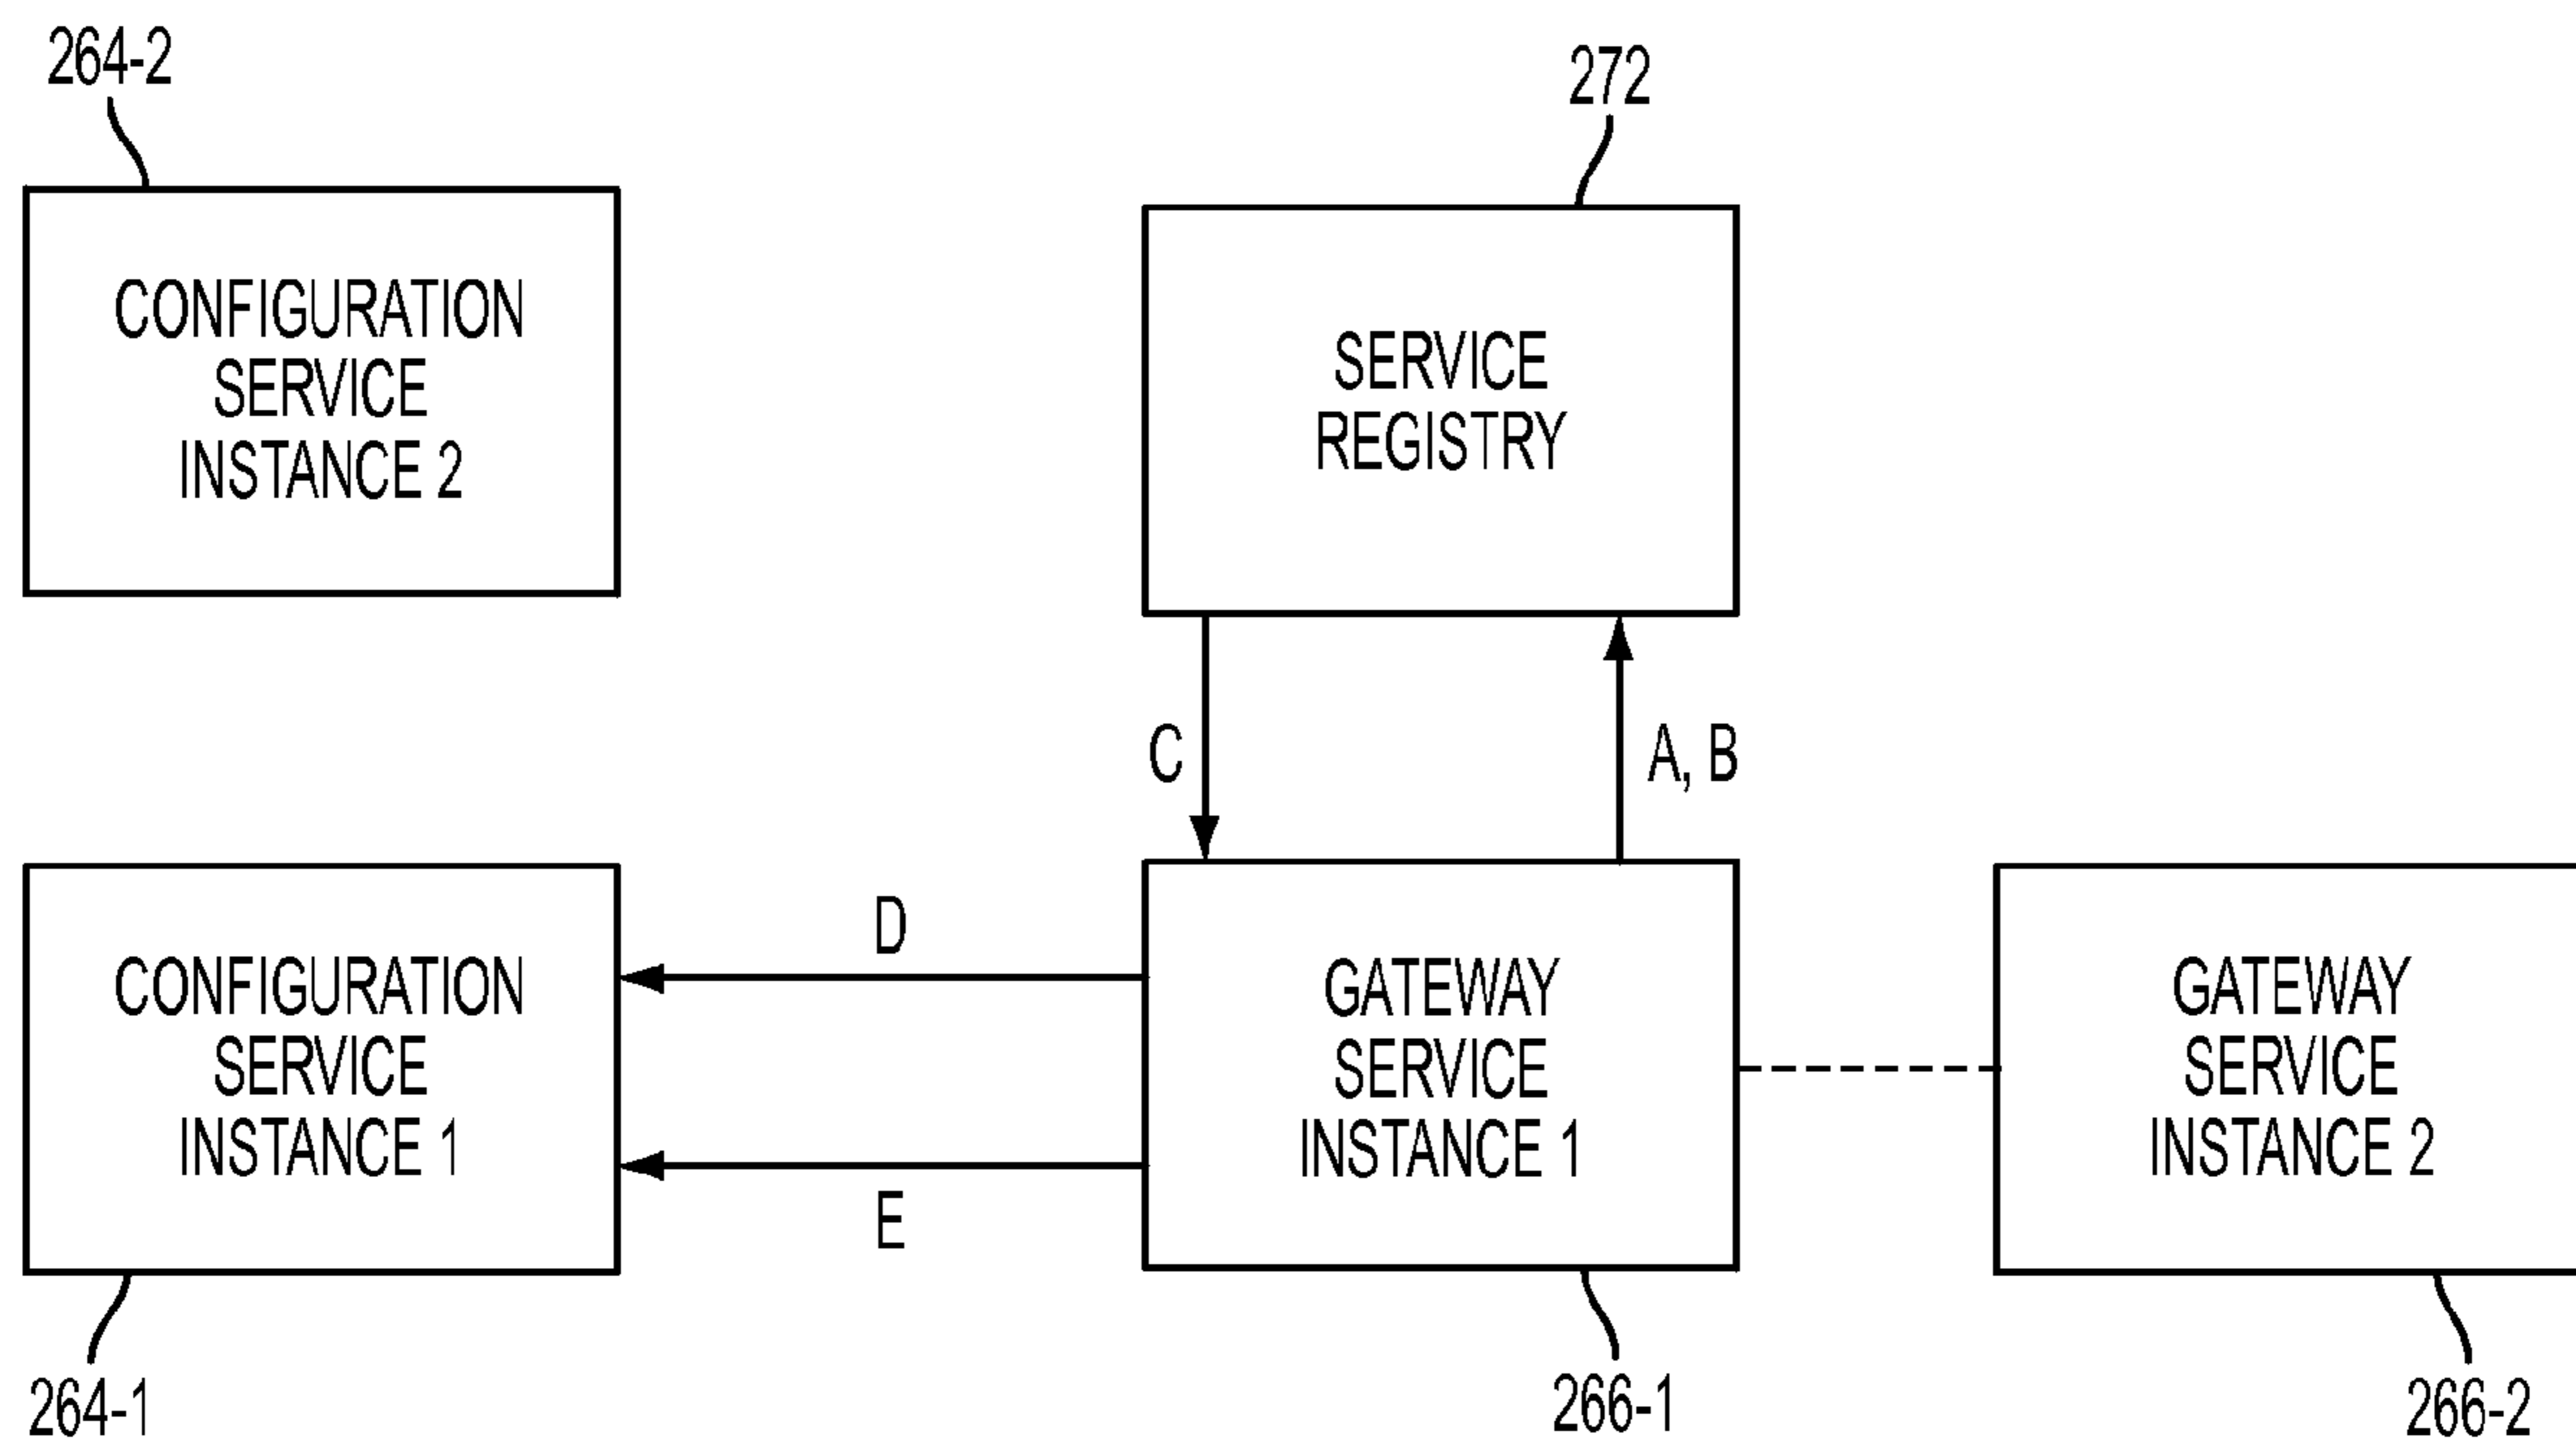 264-2
272
CONFIGURATION
SERVICE
INSTANCE 2
SERVICE
REGISTRY
C
A, B
D
E
CONFIGURATION
SERVICE
INSTANCE 1
GATEWAY
SERVICE
INSTANCE 1
GATEWAY
SERVICE
INSTANCE 2
264-1
266-1
266-2